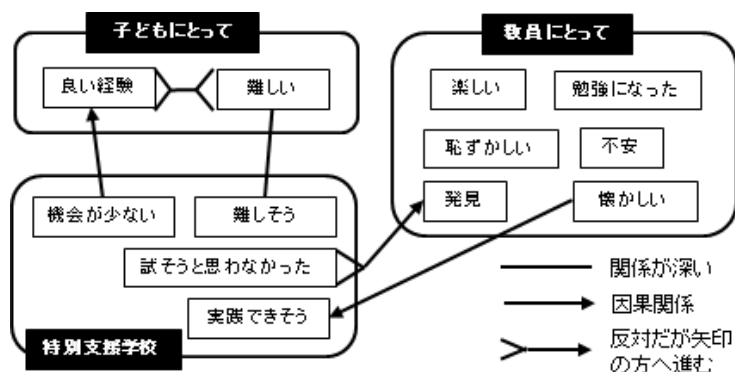 子どもにとって
良い経験
難しい
教員にとって
楽しい
勉強になった
恥ずかしい
不安
発見
懐かしい
機会が少ない
難しそう
試そうと思わなかった
実践できそう
特別支援学校
関係が深い
因果関係
反対だが矢印
の方へ進む